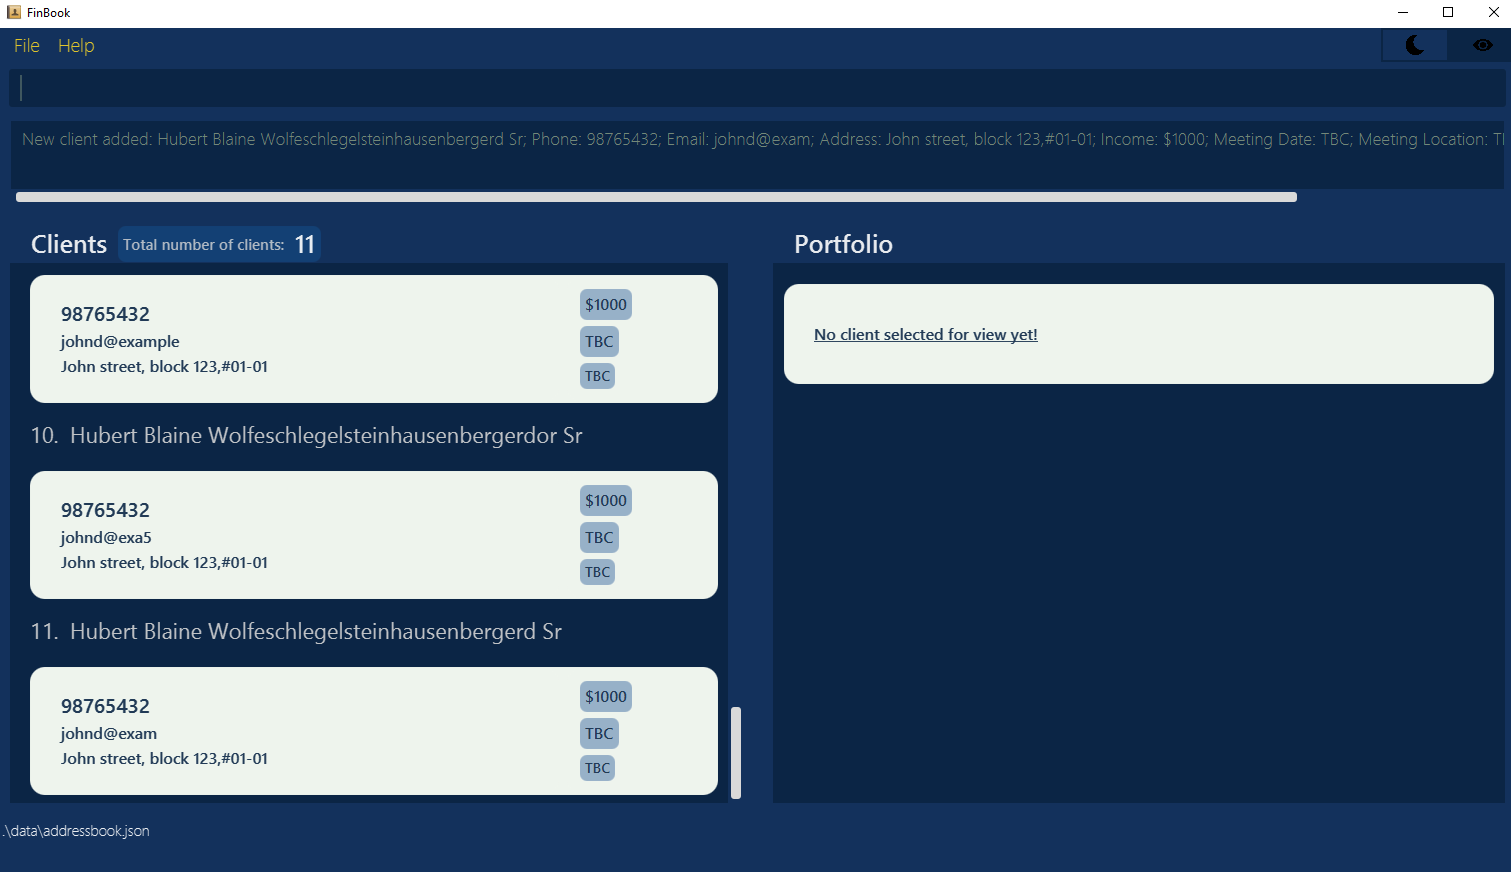 FinBook
File Help
New client added: Hubert Blaine Wolfeschlegelsteinhausenbergerd Sr; Phone: 98765432; Email: johnd@exam; Address: John street, block 123,#01-01; Income: $1000; Meeting Date: TBC; Meeting Location:
Clients Total number of clients: 11
Portfolio
98765432
johnd@example
John street, block 123,#01-01
$1000
TBC
TBC
No client selected for view yet!
10. Hubert Blaine Wolfeschlegelsteinhausenbergerdor Sr
98765432
johnd@exa5
John street, block 123,#01-01
$1000
TBC
TBC
11. Hubert Blaine Wolfeschlegelsteinhausenbergerd Sr
98765432
johnd@exam
John street, block 123,#01-01
$1000
TBC
TBC
.\data\addressbook.json